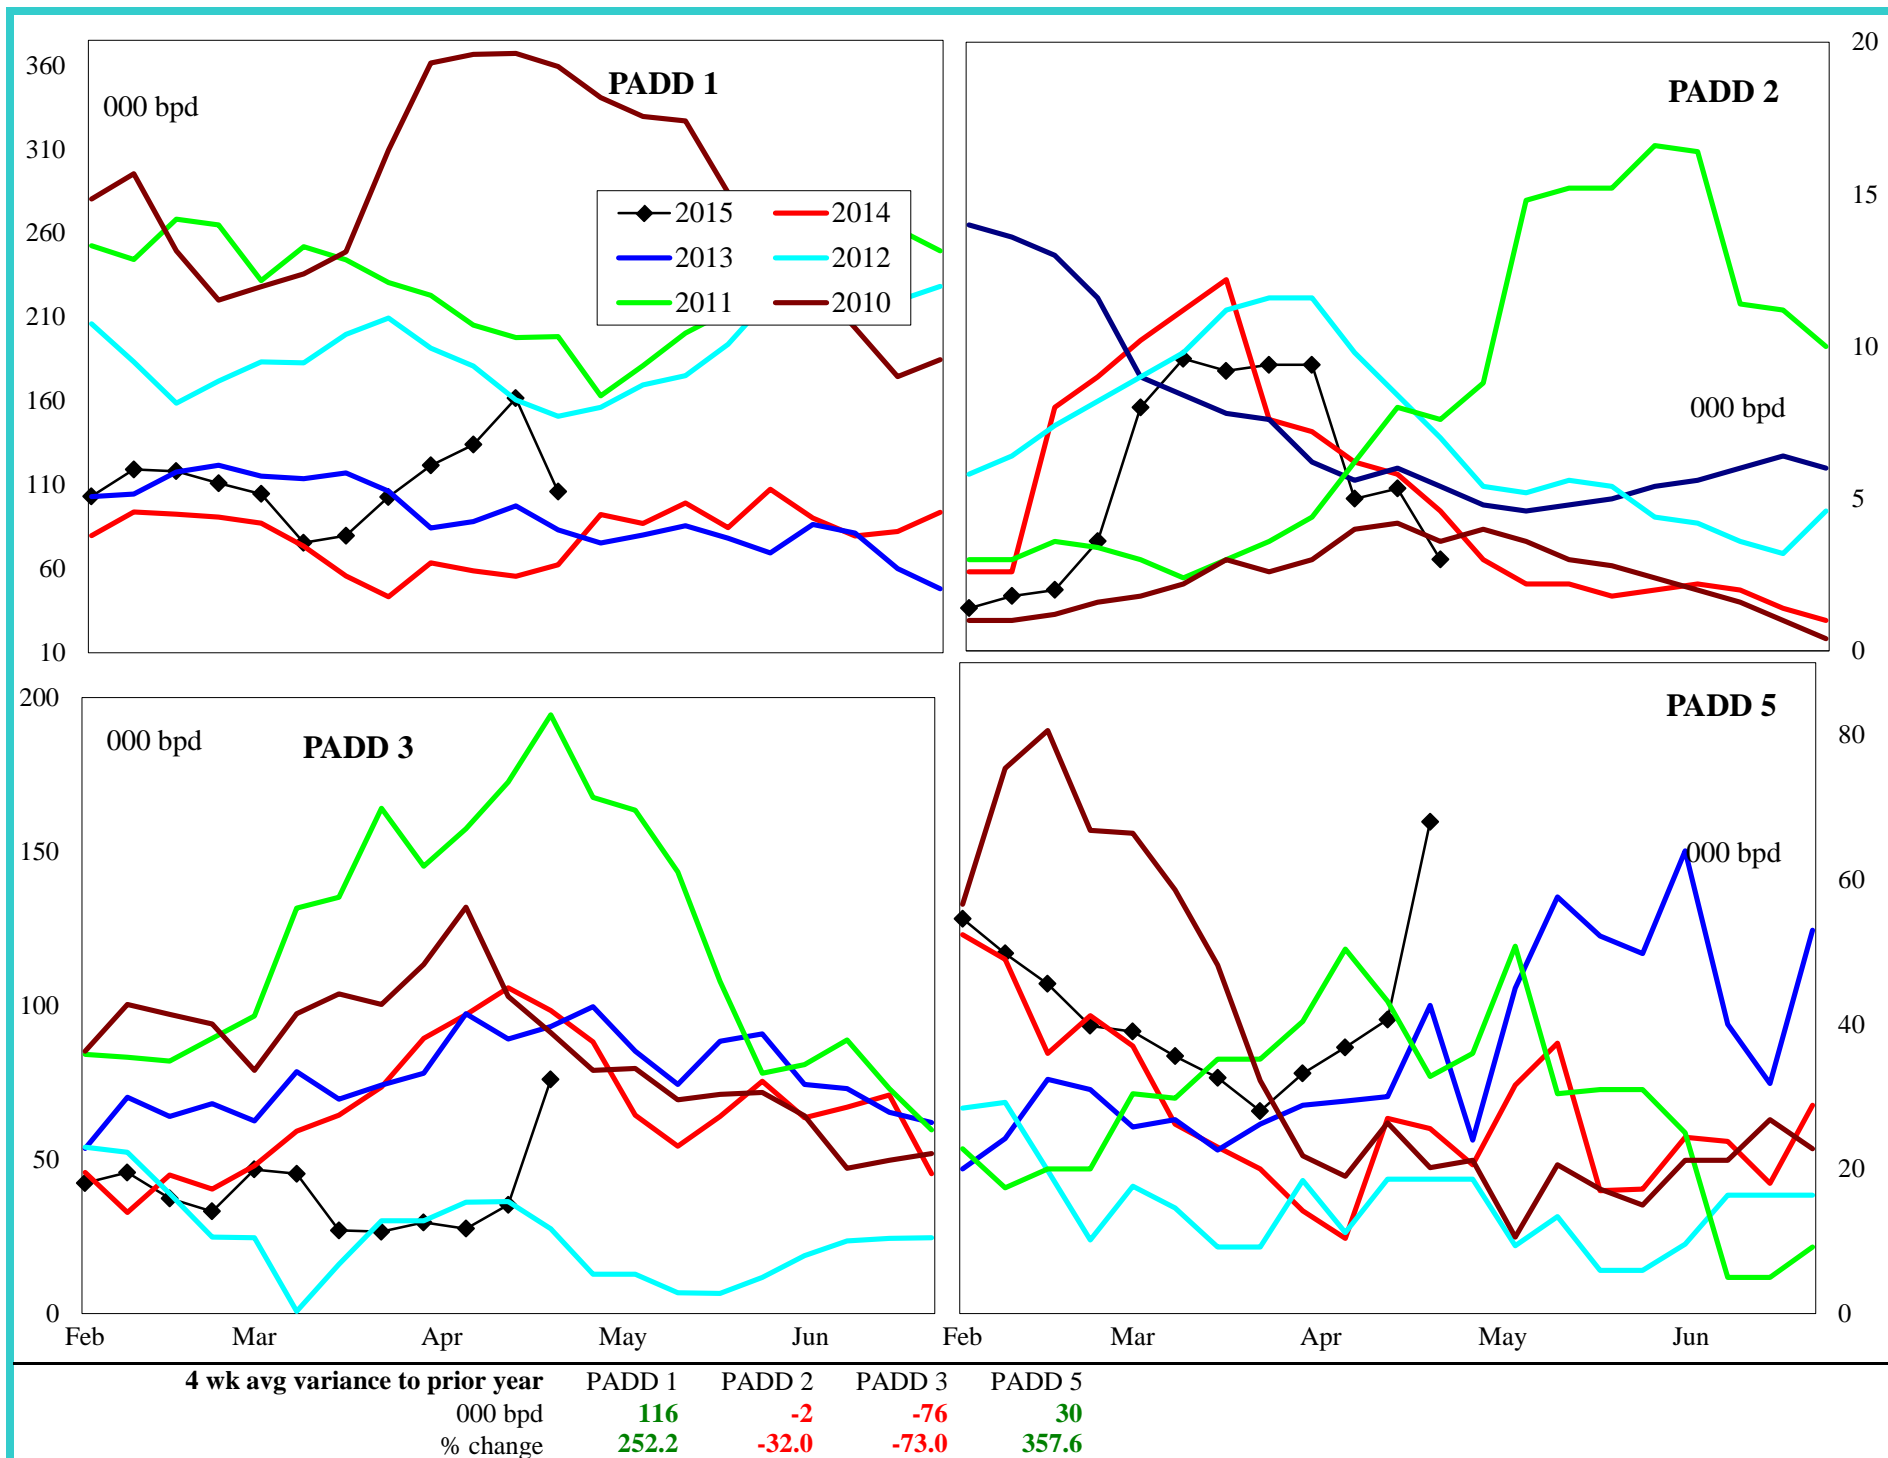 360
310
260
210
160
110
60
10
000 bpd
PADD 1
2015 2014
2013 2012
2011 2010
PADD 2
000 bpd
20
15
10
5
0
200
150
100
50
0
000 bpd
PADD 3
Feb Mar Apr May Jun
PADD 5
000 bpd
80
60
40
20
0
Feb Mar Apr May Jun
4 wk avg variance to prior year PADD 1 PADD 2 PADD 3 PADD 5
000 bpd 116 -2 -76 30
% change 252.2 -32.0 -73.0 357.6